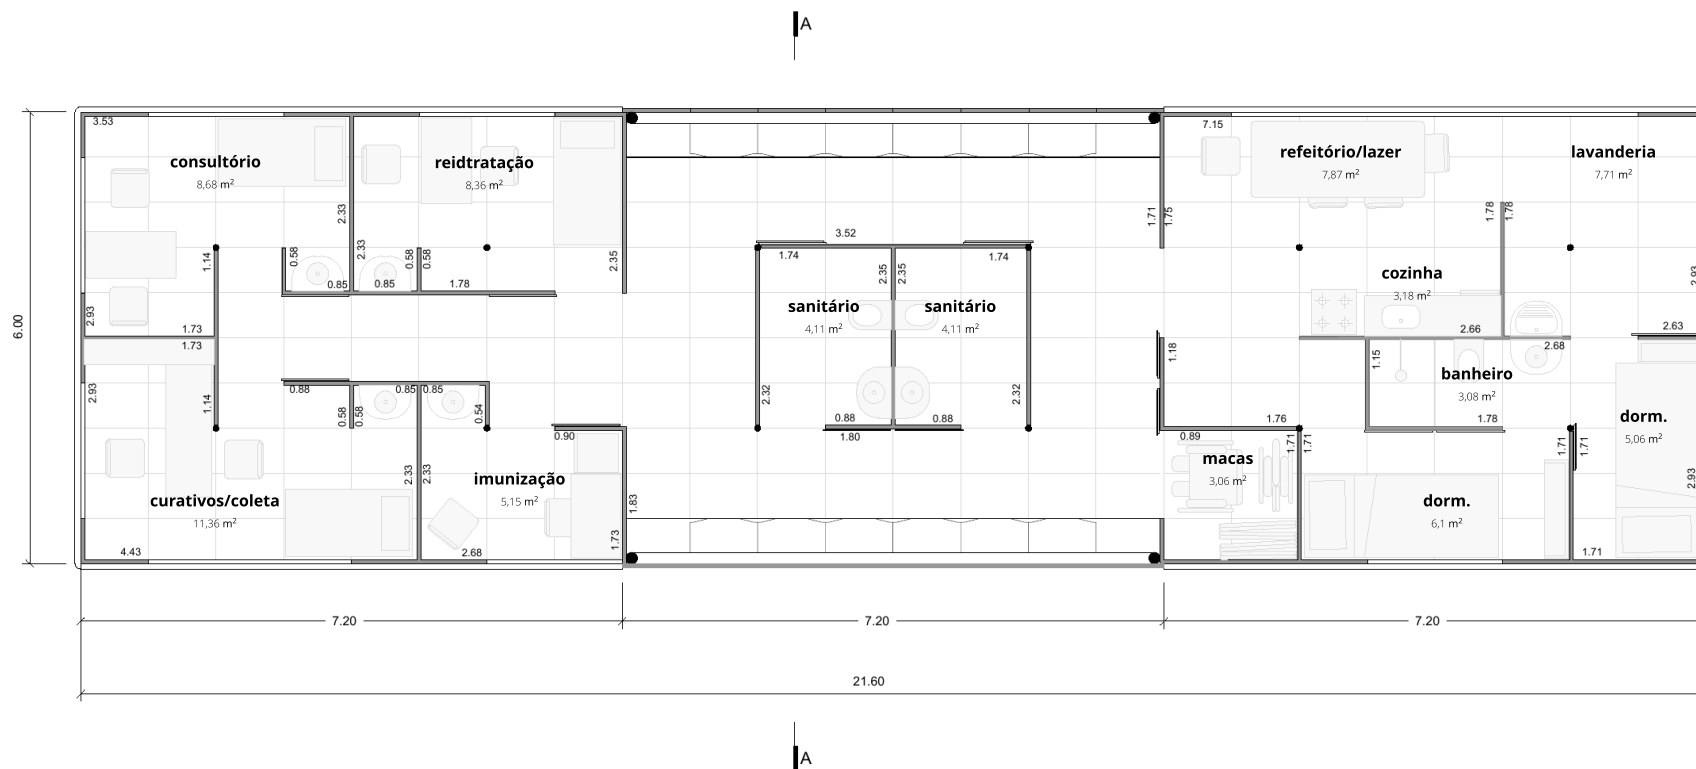 A
3.53
7.15
consultório
8,68 m²
reidtratação
8,36 m²
refeitório/lazer
7,87 m²
lavanderia
7,71 m²
2.33
2.33
1.14
0.58
0.85
0.85
0.58
0.58
1.78
2.35
3.52
1.74
1.74
1.71
1.75
1.78
1.78
2.35
2.35
cozinha
3,18 m²
2.93
2.93
sanitário
4,11 m²
sanitário
4,11 m²
6.00
1.73
1.73
2.66
2.68
2.63
1.18
1.15
banheiro
3,08 m²
1.78
2.93
1.14
0.88
0.58
0.58
0.85
0.85
0.54
0.90
2.32
2.32
0.88
0.88
1.80
0.89
1.76
1.71
1.71
1.71
1.71
dorm.
5,06 m²
macas
3,06 m²
2.33
2.33
imunização
5,15 m²
curativos/coleta
11,36 m²
1.83
1.73
dorm.
6,1 m²
2.93
4.43
2.68
1.71
7.20
7.20
7.20
21.60
A